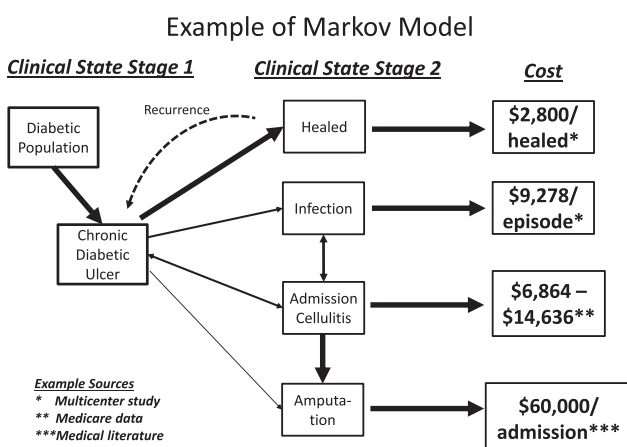 Example of Markov Model
Clinical State Stage 1
Clinical State Stage 2
Cost
Recurrence
Diabetic
Population
Healed
$2,800/
healed*
Infection
$9,278/
episode*
Chronic
Diabetic
Ulcer
Admission
Cellulitis
$6,864 –
$14,636**
Amputa-
tion
$60,000/
admission***
Example Sources
* Multicenter study
** Medicare data
***Medical literature